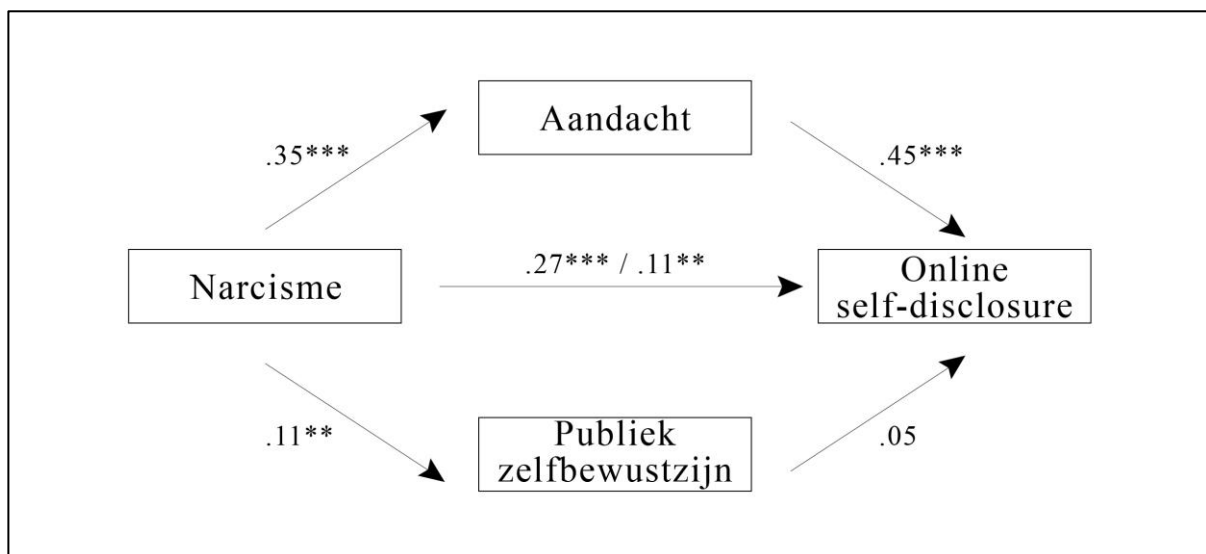 Aandacht
.35***
.45***
Narcisme
.27*** / .11**
Online
self-disclosure
.11**
Publiek
zelfbewustzijn
.05